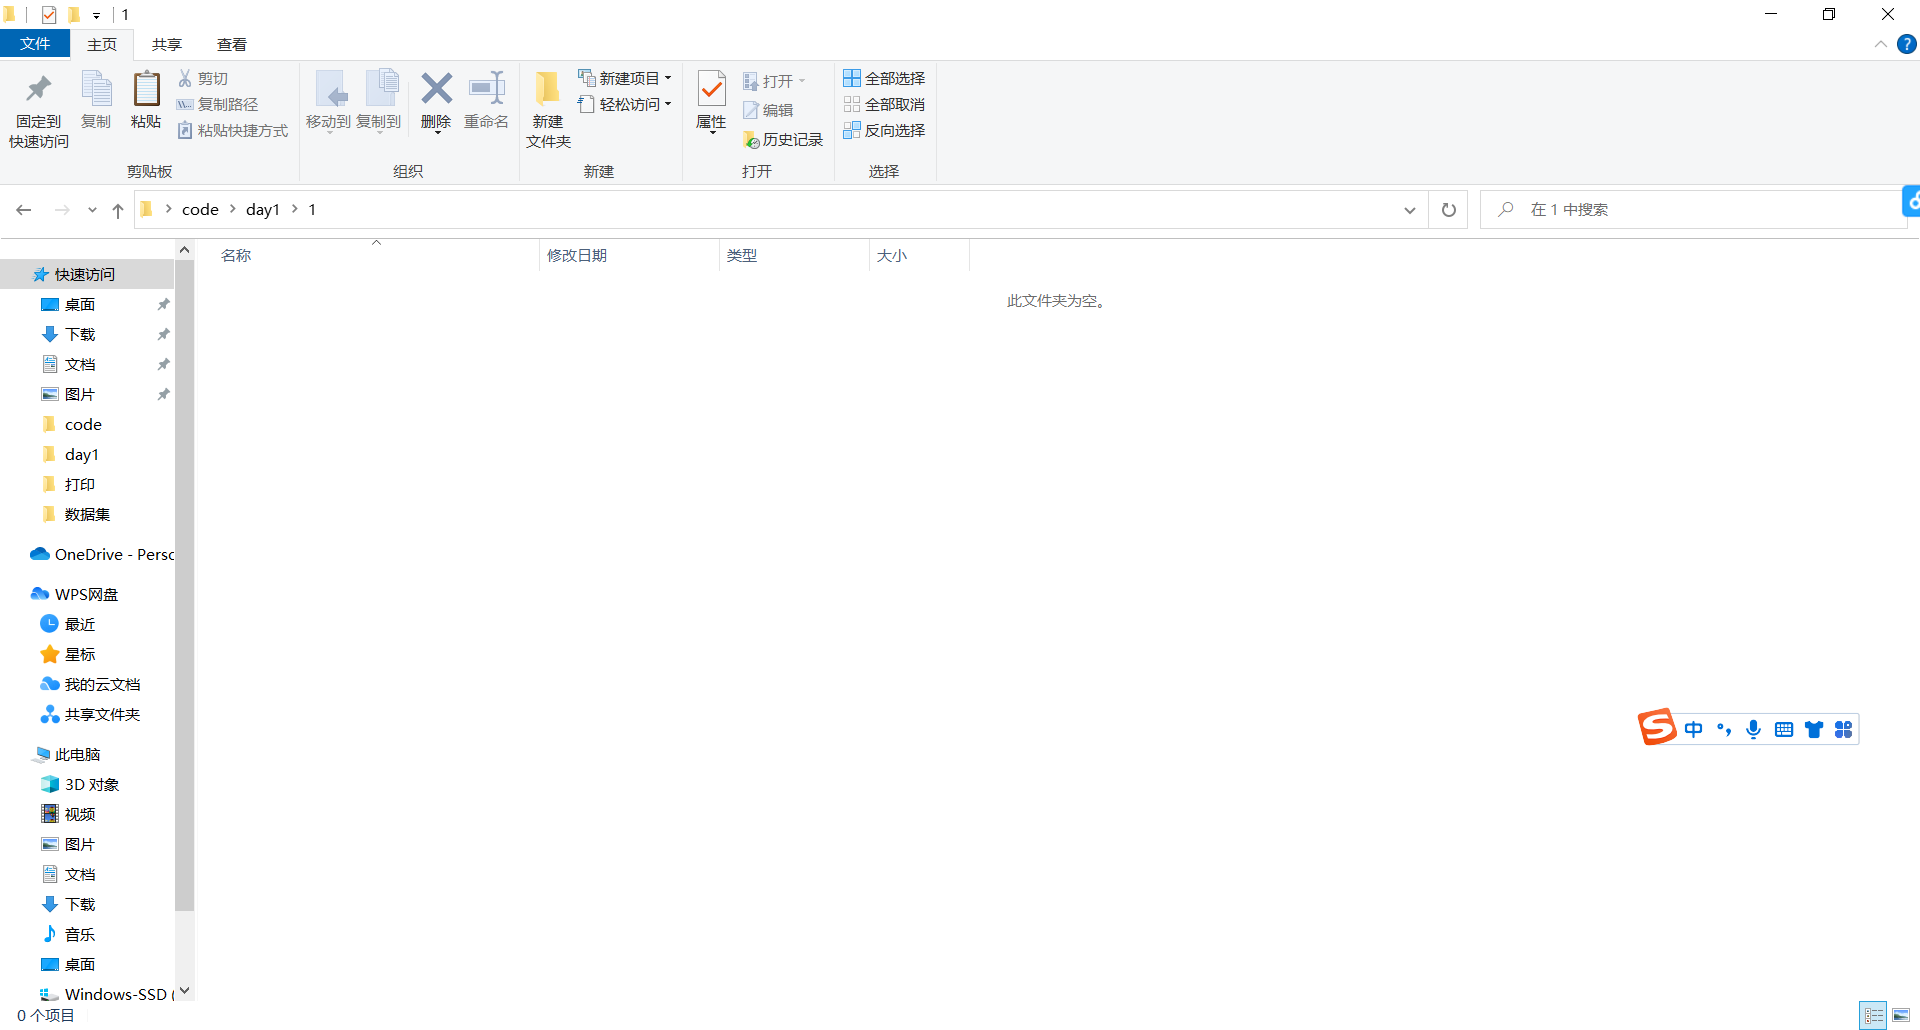 1
文件 主页 共享 查看
固定到
快速访问
复制
粘贴
剪切
复制路径
粘贴快捷方式
剪贴板
移动到
复制到
删除
重命名
组织
新建
文件夹
新建项目
轻松访问
新建
属性
打开
编辑
历史记录
打开
全部选择
全部取消
反向选择
选择
code day1 1
在 1 中搜索
名称 修改日期 类型 大小
此文件夹为空。
快速访问
桌面
下载
文档
图片
code
day1
打印
数据集
OneDrive - Perso
WPS网盘
最近
星标
我的云文档
共享文件夹
此电脑
3D 对象
视频
图片
文档
下载
音乐
桌面
Windows-SSD (
中
0 个项目